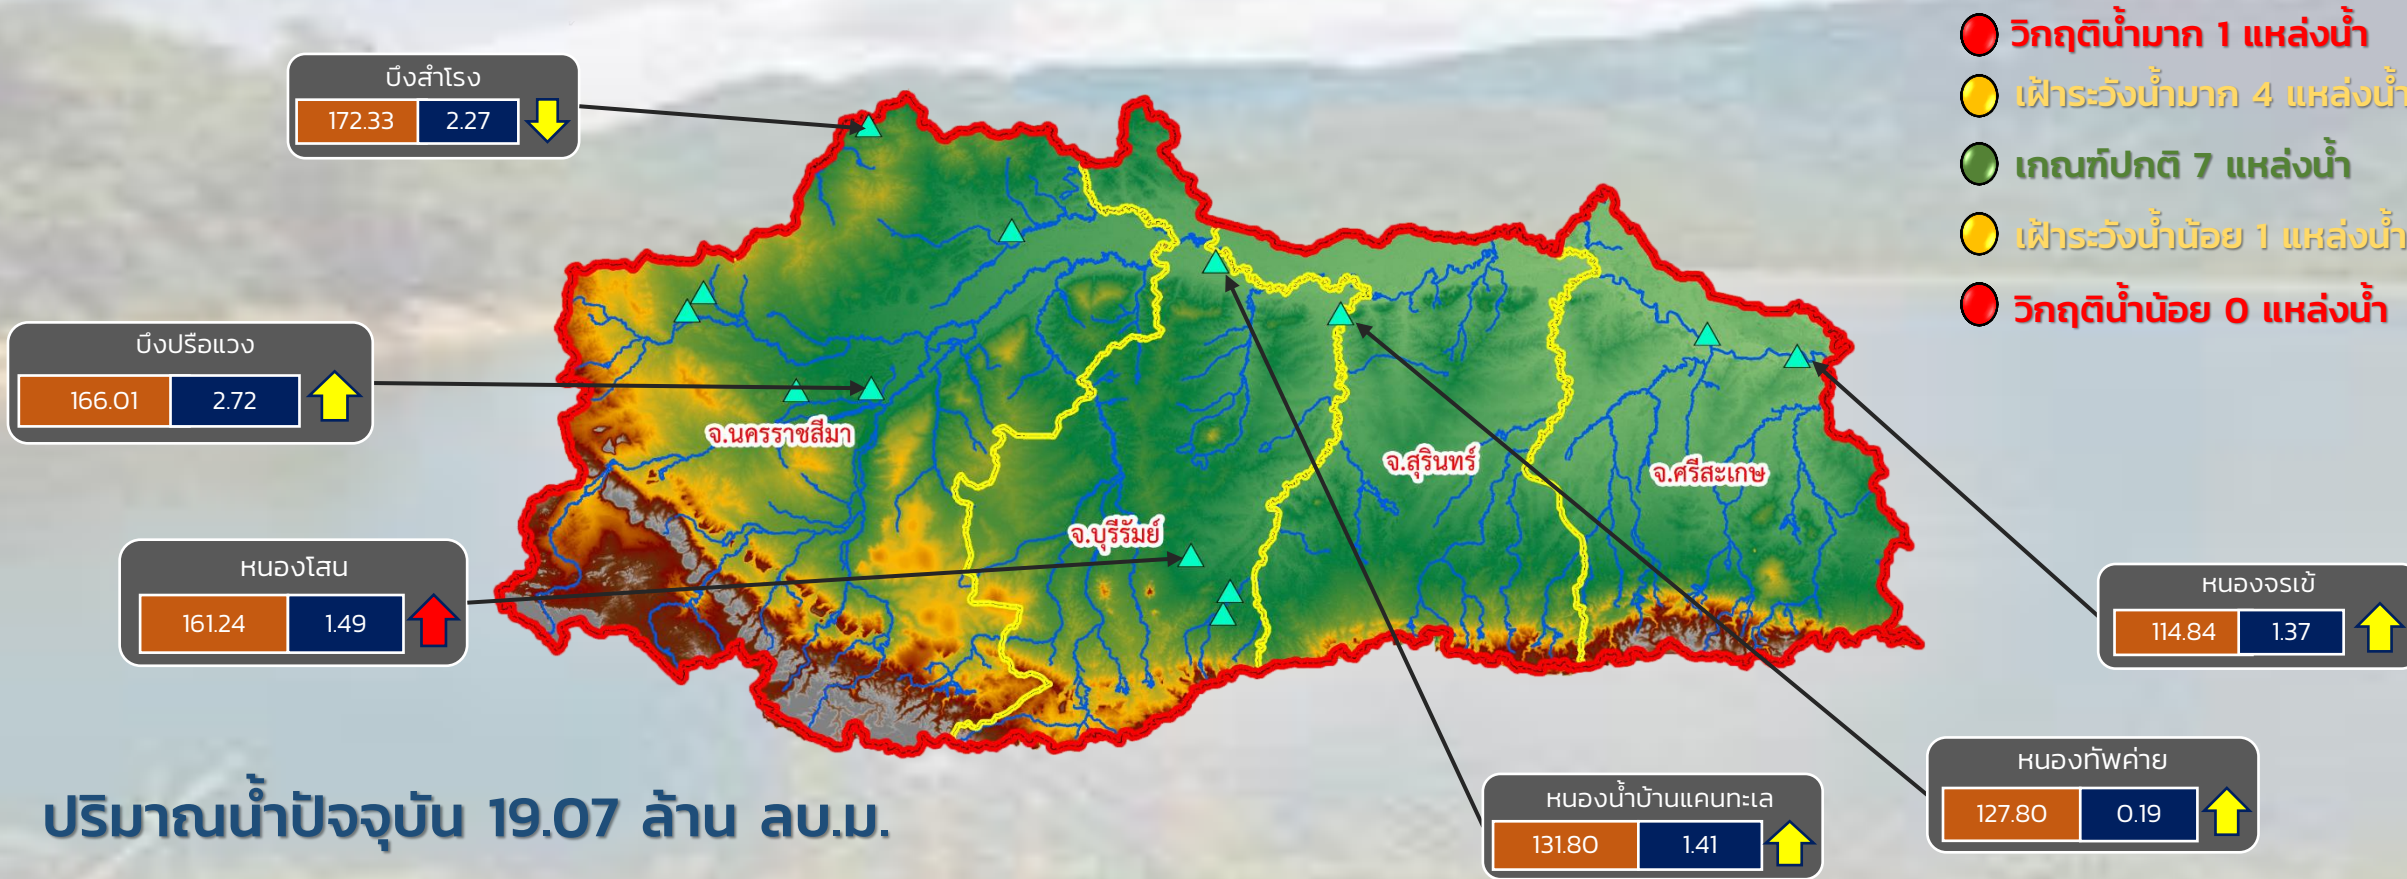 วิกฤติน้ำมาก 1 แหล่งน้ำ
เฝ้าระวังน้ำมาก 4 แหล่งน้ำ
เกณฑ์ปกติ 7 แหล่งน้ำ
เฝ้าระวังน้ำน้อย 1 แหล่งน้ำ
วิกฤติน้ำน้อย 0 แหล่งน้ำ
บึงสำโรง
172.33 2.27
บึงปรือแวง
166.01 2.72
หนองโสน
161.24 1.49
จ.นครราชสีมา
จ.บุรีรัมย์
จ.สุรินทร์
จ.ศรีสะเกษ
หนองจรเข้
114.84 1.37
หนองทัพค่าย
127.80 0.19
หนองน้ำบ้านแคนทะเล
131.80 1.41
ปริมาณน้ำปัจจุบัน 19.07 ล้าน ลบ.ม.